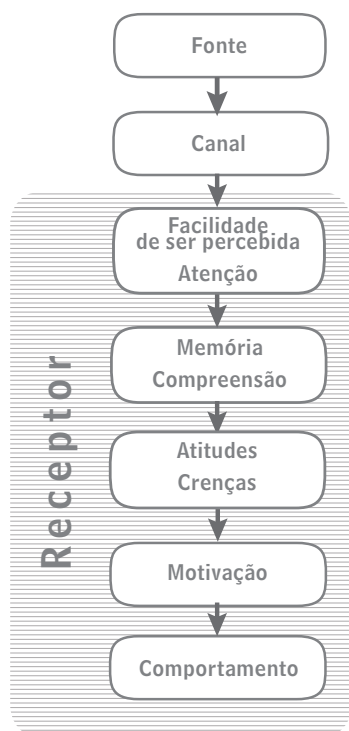 Fonte
Canal
Facilidade
de ser percebida
Atenção
Memória
Compreensão
Atitudes
Crenças
Motivação
Comportamento
Receptor